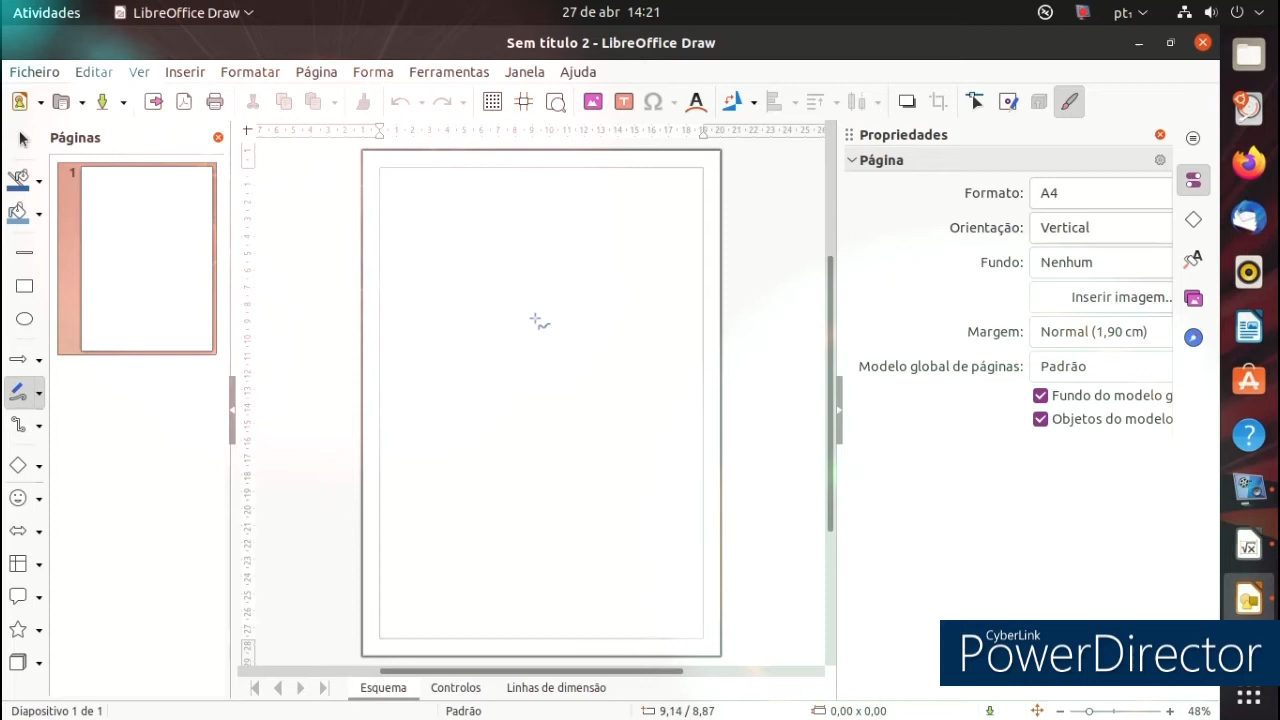 Atividades
LibreOffice Draw
27 de abr 14:21
pt₁
Sem título 2 - LibreOffice Draw
Ficheiro Editar Ver Inserir Formatar Página Forma Ferramentas Janela Ajuda
Páginas
1
Propriedades
Página
Formato: A4
Orientação: Vertical
Fundo: Nenhum
Inserir imagem..
Margem: Normal (1,90 cm)
Modelo global de páginas: Padrão
Fundo do modelo g
Objetos do modelo
CyberLink
PowerDirector
Esquema Controlos Linhas de dimensão
Diapositivo 1 de 1 Padrão 9,14 / 8,87 0,00 x 0,00 48%